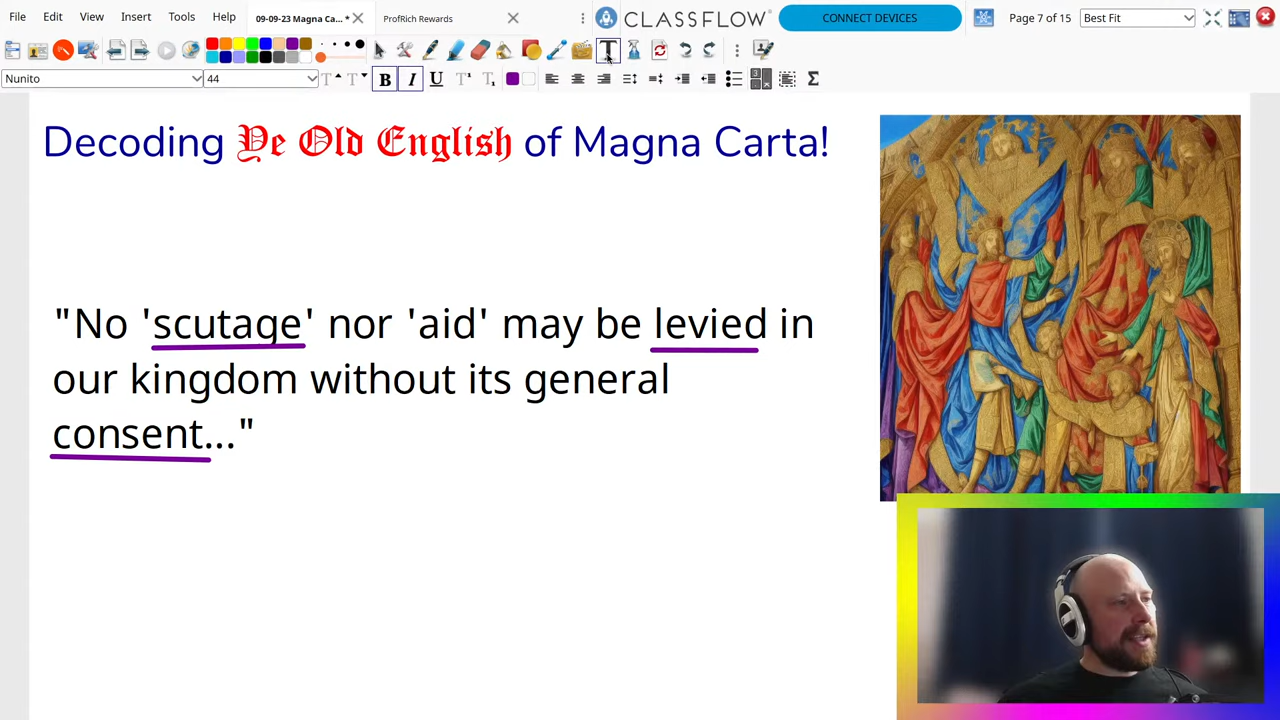 File Edit View Insert Tools Help
09-09-23 Magna Ca... *
ProfRich Rewards
CLASSFLOW
CONNECT DEVICES
Page 7 of 15
Best Fit
Nunito
44
B I U
Decoding Ye Old English of Magna Carta!
"No 'scutage' nor 'aid' may be levied in
our kingdom without its general
consent..."